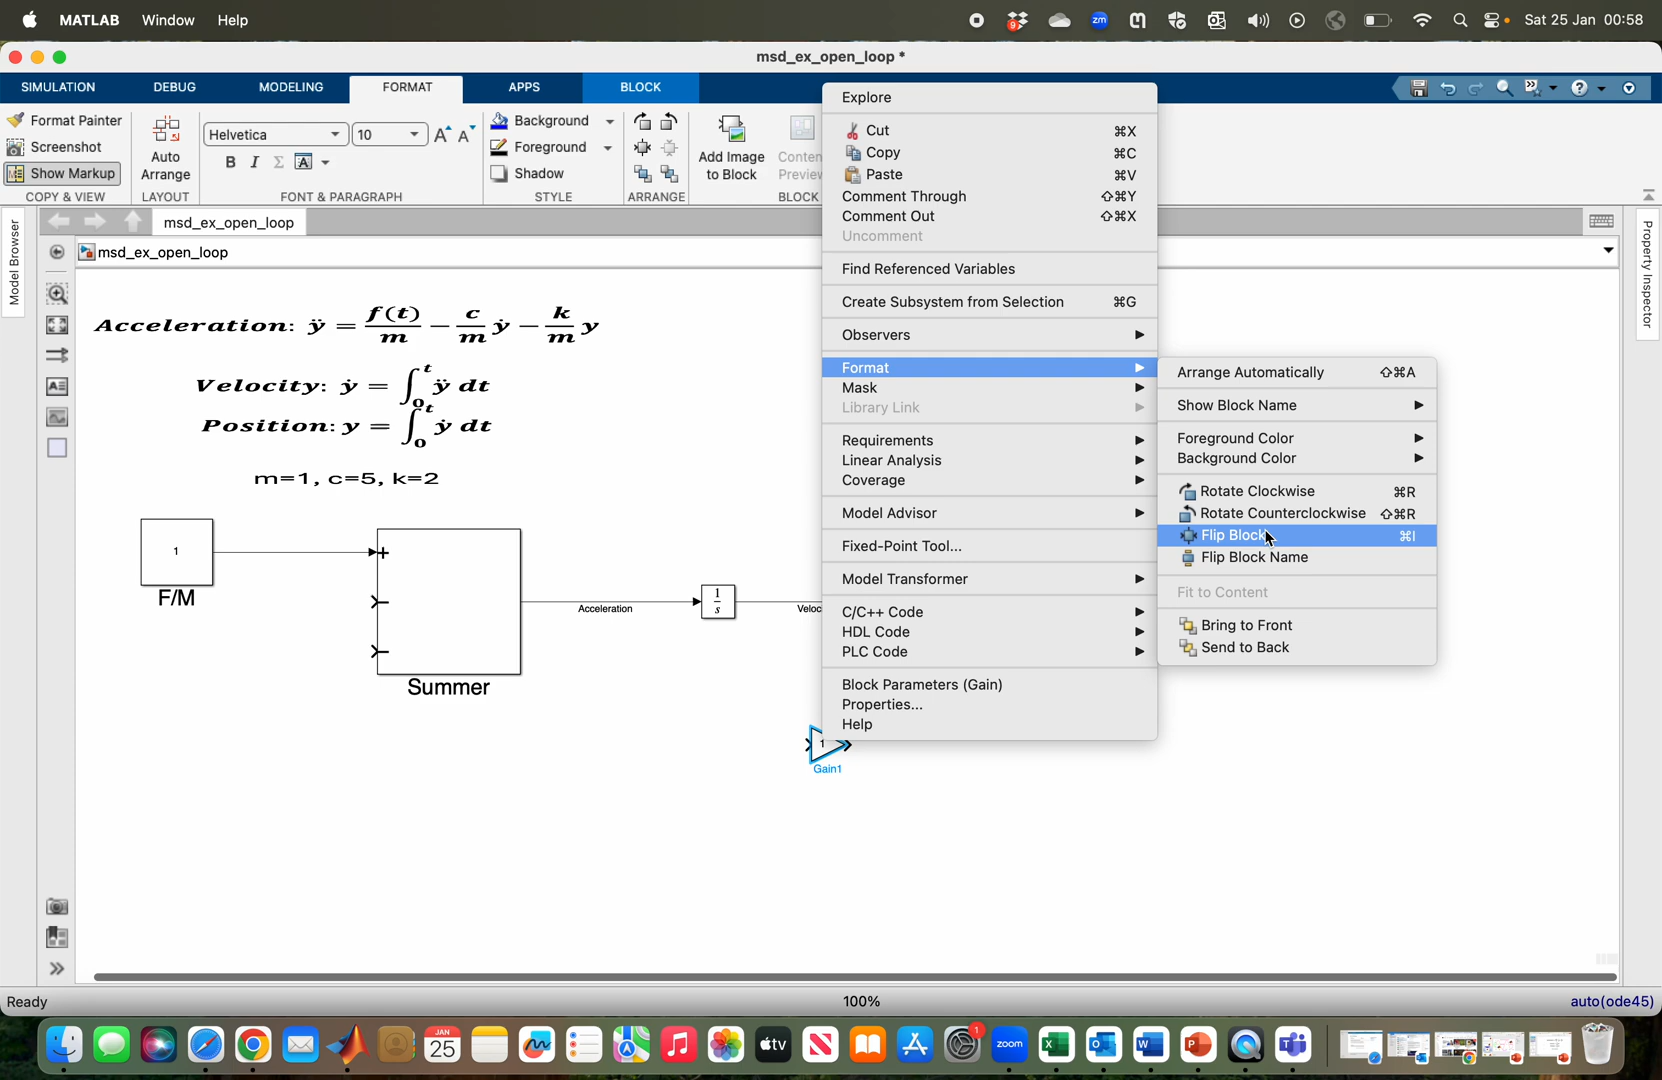 MATLAB Window Help
9 zm Sat 25 Jan 00:58
msd_ex_open_loop *
SIMULATION DEBUG MODELING FORMAT APPS BLOCK
Format Painter
Screenshot
Show Markup
COPY & VIEW
Auto
Arrange
LAYOUT
Helvetica 10 A A
B I Σ A
FONT & PARAGRAPH
Background
Foreground
Shadow
STYLE
ARRANGE
Add Image
to Block
BLOCK
msd_ex_open_loop
msd_ex_open_loop
Model Browser
Property Inspector
Acceleration: ÿ = f(t)/m − c/m ẏ − k/m y
Velocity: ẏ = ∫₀ᵗ ÿ dt
Position: y = ∫₀ᵗ ẏ dt
m=1, c=5, k=2
1
F/M
+
Summer
Acceleration
1/s
1
Gain1
Explore
Cut ⌘X
Copy ⌘C
Paste ⌘V
Comment Through ⇧⌘Y
Comment Out ⇧⌘X
Uncomment
Find Referenced Variables
Create Subsystem from Selection ⌘G
Observers
Format
Mask
Library Link
Requirements
Linear Analysis
Coverage
Model Advisor
Fixed-Point Tool...
Model Transformer
C/C++ Code
HDL Code
PLC Code
Block Parameters (Gain)
Properties...
Help
Arrange Automatically ⇧⌘A
Show Block Name
Foreground Color
Background Color
Rotate Clockwise ⌘R
Rotate Counterclockwise ⇧⌘R
Flip Block ⌘I
Flip Block Name
Fit to Content
Bring to Front
Send to Back
Ready 100% auto(ode45)
JAN
25
tv
1
zoom